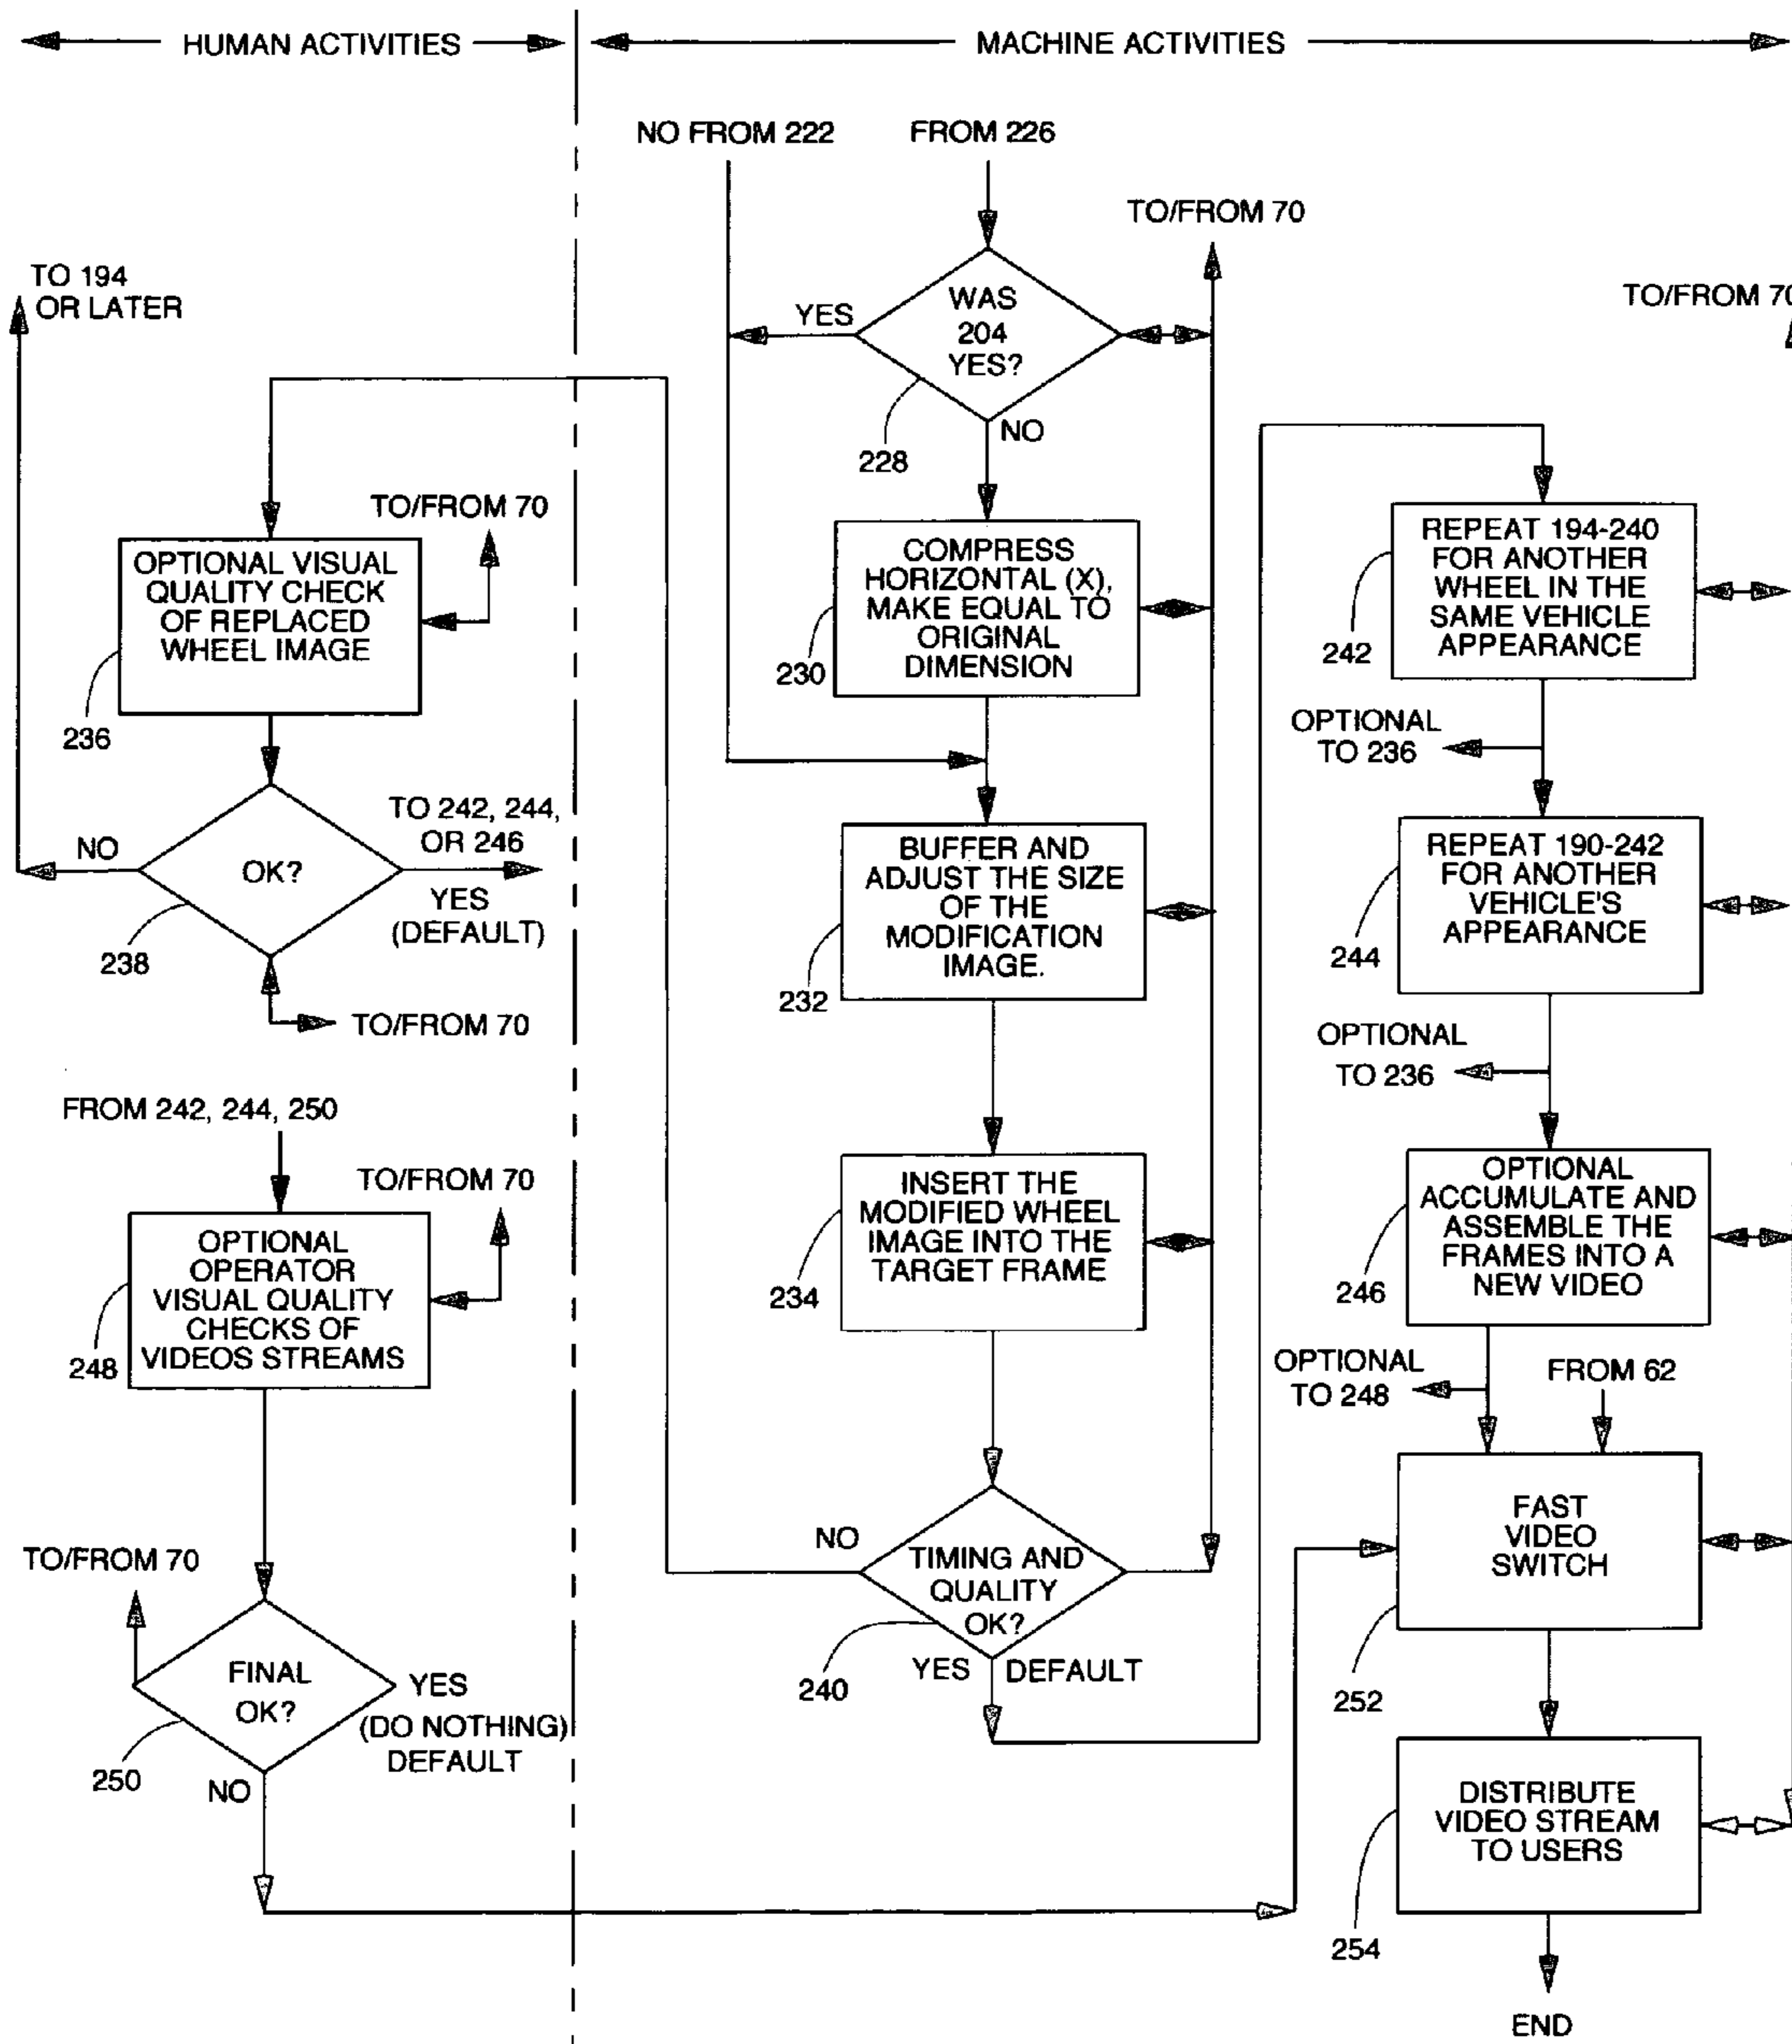 HUMAN ACTIVITIES
MACHINE ACTIVITIES
NO FROM 222
FROM 226
TO/FROM 70
TO 194
OR LATER
TO/FROM 70
YES
WAS
204
YES?
NO
228
TO/FROM 70
OPTIONAL VISUAL
QUALITY CHECK
OF REPLACED
WHEEL IMAGE
236
COMPRESS
HORIZONTAL (X),
MAKE EQUAL TO
ORIGINAL
DIMENSION
230
REPEAT 194-240
FOR ANOTHER
WHEEL IN THE
SAME VEHICLE
APPEARANCE
242
OPTIONAL
TO 236
NO
OK?
TO 242, 244,
OR 246
YES
(DEFAULT)
238
TO/FROM 70
BUFFER AND
ADJUST THE SIZE
OF THE
MODIFICATION
IMAGE.
232
REPEAT 190-242
FOR ANOTHER
VEHICLE'S
APPEARANCE
244
OPTIONAL
TO 236
FROM 242, 244, 250
TO/FROM 70
OPTIONAL
OPERATOR
VISUAL QUALITY
CHECKS OF
VIDEOS STREAMS
248
INSERT THE
MODIFIED WHEEL
IMAGE INTO THE
TARGET FRAME
234
OPTIONAL
ACCUMULATE AND
ASSEMBLE THE
FRAMES INTO A
NEW VIDEO
246
OPTIONAL
TO 248
FROM 62
TO/FROM 70
FINAL
OK?
YES
(DO NOTHING)
DEFAULT
250
NO
NO
TIMING AND
QUALITY
OK?
240
YES
DEFAULT
FAST
VIDEO
SWITCH
252
DISTRIBUTE
VIDEO STREAM
TO USERS
254
END